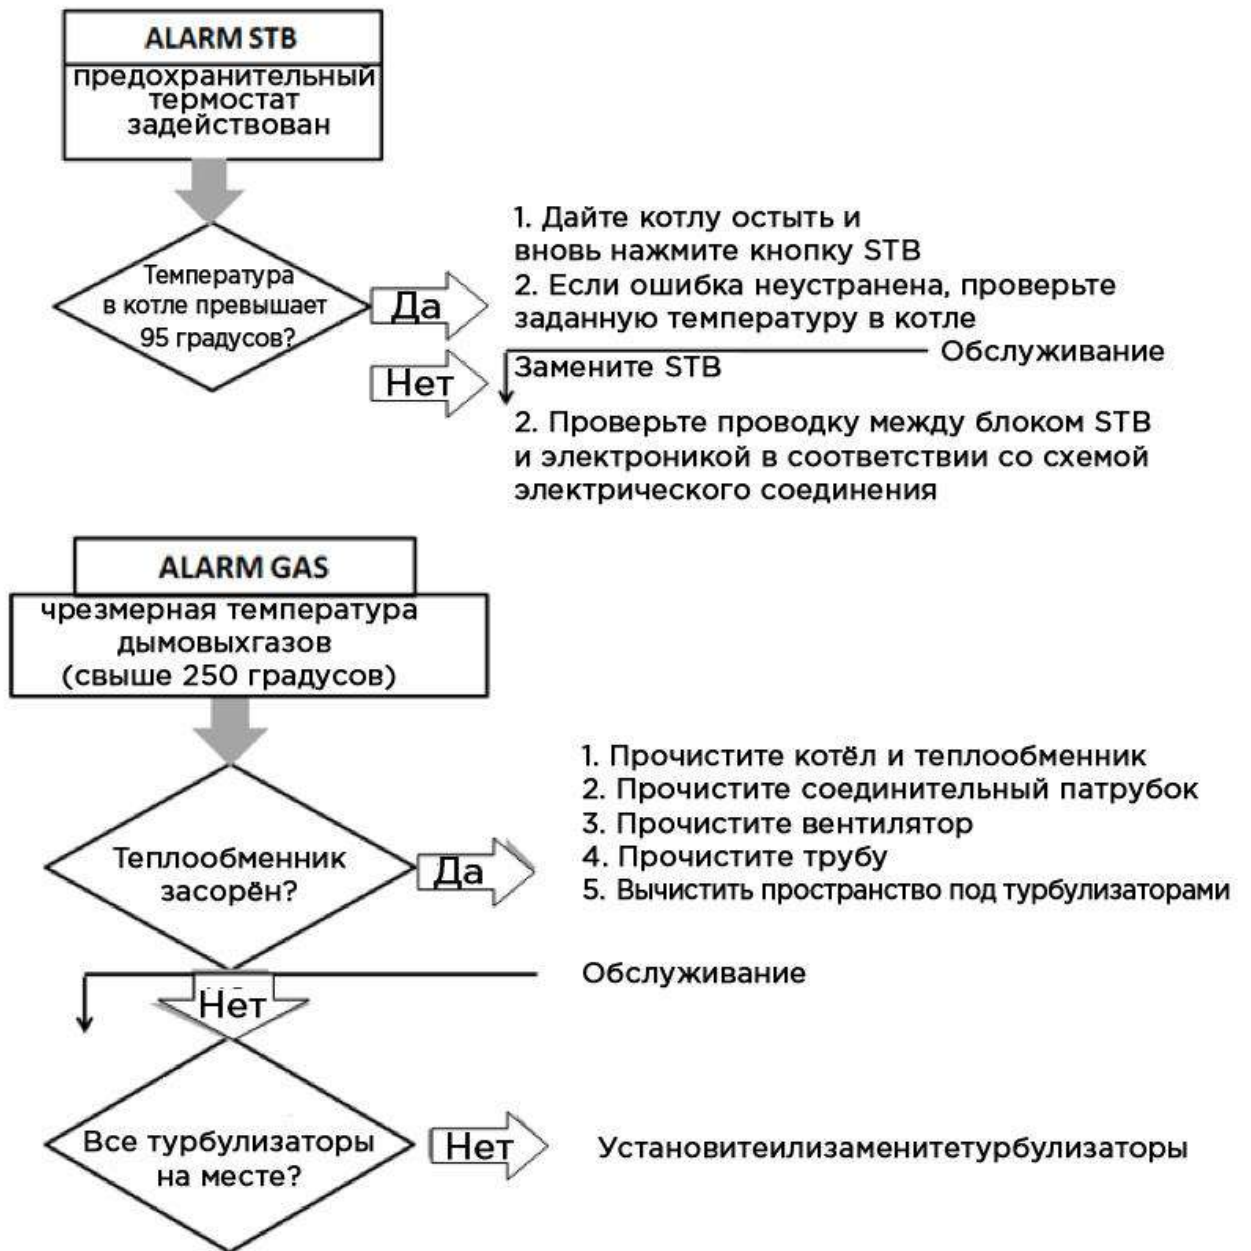 ALARM STB
предохранительный
термостат
задействован
Температура
в котле превышает
95 градусов?
Да
1. Дайте котлу остыть и
вновь нажмите кнопку STB
2. Если ошибка неустранена, проверьте
заданную температуру в котле
Обслуживание
Нет
Замените STB
2. Проверьте проводку между блоком STB
и электроникой в соответствии со схемой
электрического соединения
ALARM GAS
чрезмерная температура
дымовыхгазов
(свыше 250 градусов)
Теплообменник
засорён?
Да
1. Прочистите котёл и теплообменник
2. Прочистите соединительный патрубок
3. Прочистите вентилятор
4. Прочистите трубу
5. Вычистить пространство под турбулизаторами
Обслуживание
Нет
Все турбулизаторы
на месте?
Нет
Установитеилизаменитетурбулизаторы